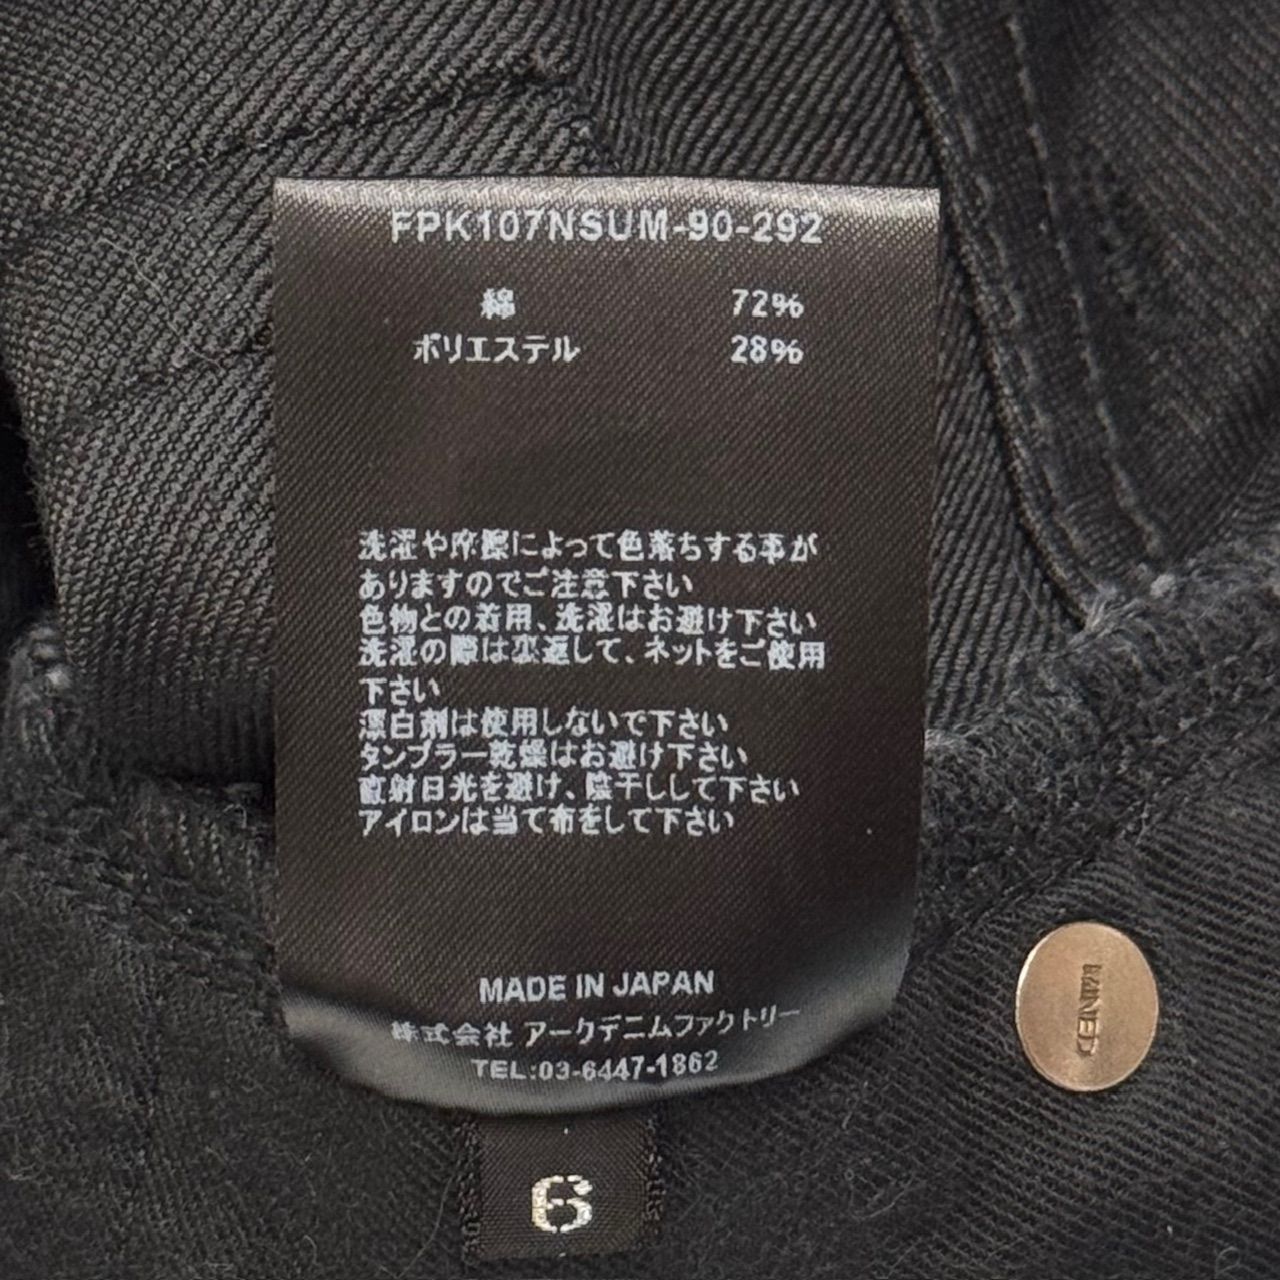 FPK107NSUM-90-292
綿 72%
ポリエステル 28%
洗濯や摩擦によって色落ちする事が
ありますのでご注意下さい
色物との着用、洗濯はお避け下さい
洗濯の際は裏返して、ネットをご使用
下さい
漂白剤は使用しないで下さい
タンブラー乾燥はお避け下さい
直射日光を避け、陰干しして下さい
アイロンは当て布をして下さい
MADE IN JAPAN
株式会社 アークデニムファクトリー
TEL:03-6447-1862
6